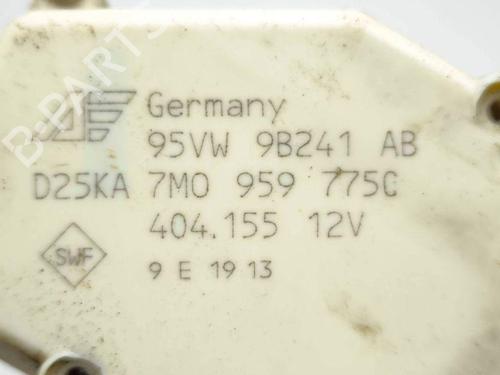 Germany
95VW 9B241 AB
D25KA 7M0 959 775C
404.155 12V
SWF
9 E 19 13
B-PARTS